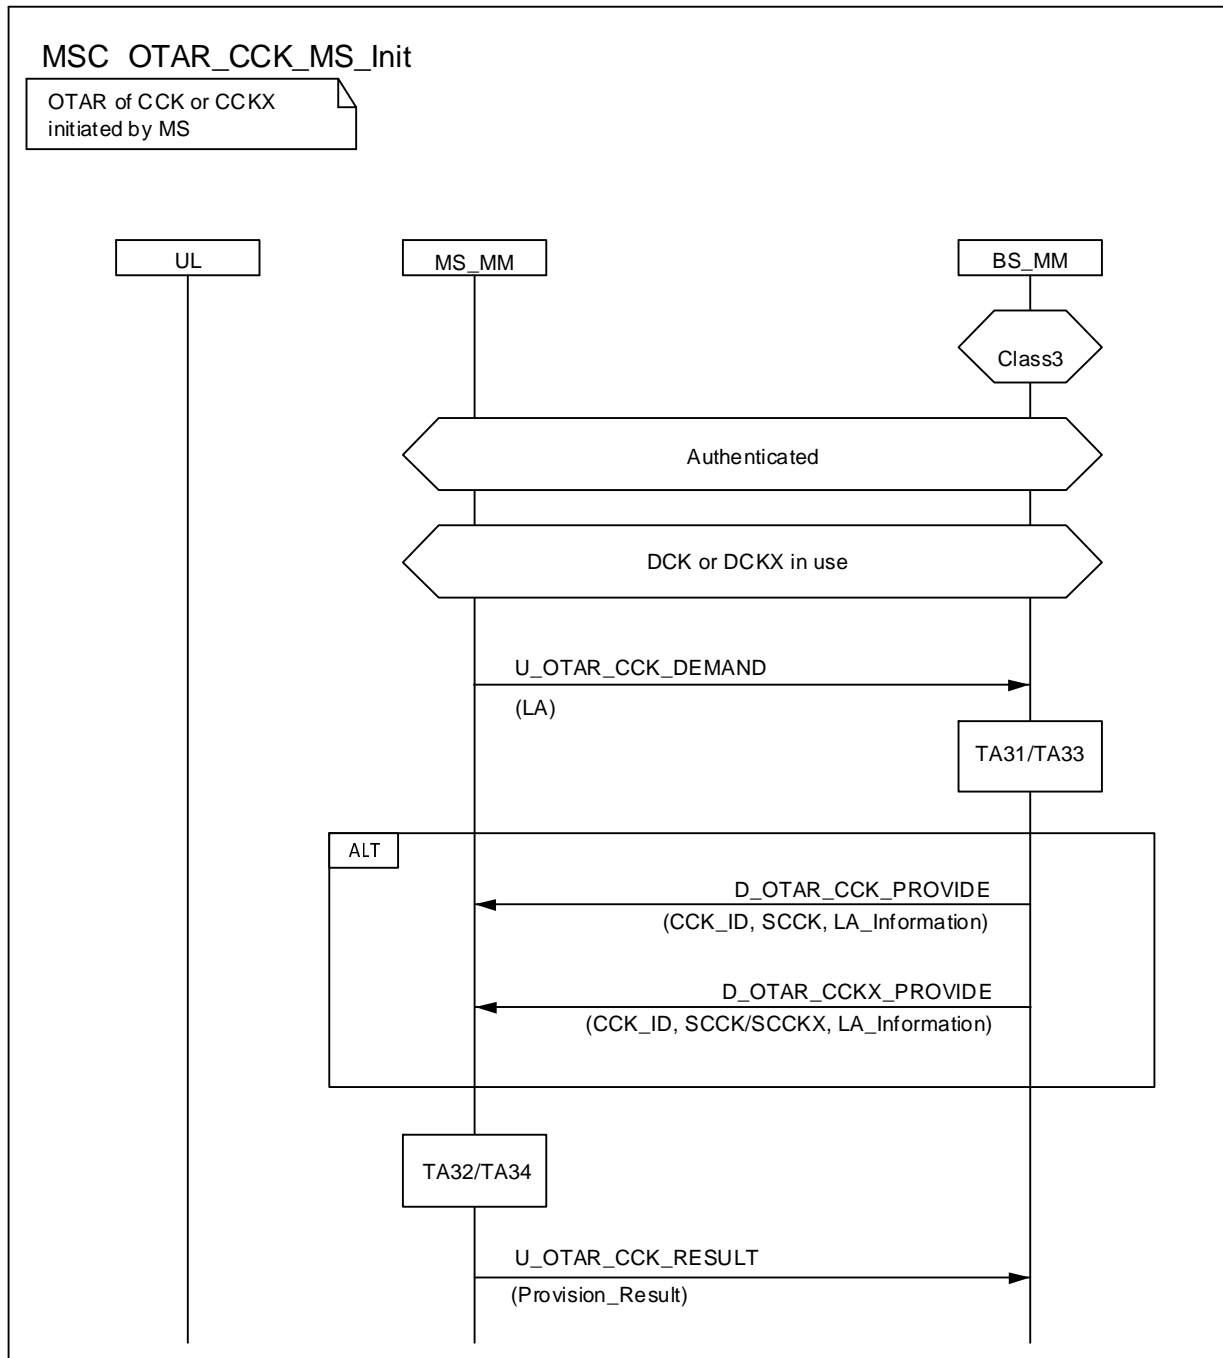 MSC OTAR_CCK_MS_Init
OTAR of CCK or CCKX
initiated by MS
UL
MS_MM
BS_MM
Class3
Authenticated
DCK or DCKX in use
U_OTAR_CCK_DEMAND
(LA)
TA31/TA33
ALT
D_OTAR_CCK_PROVIDE
(CCK_ID, SCCK, LA_Information)
D_OTAR_CCKX_PROVIDE
(CCK_ID, SCCK/SCCKX, LA_Information)
TA32/TA34
U_OTAR_CCK_RESULT
(Provision_Result)